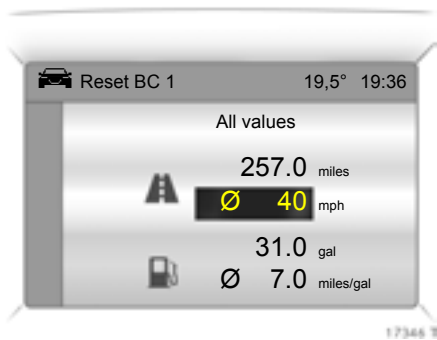 Reset BC 1 19,5° 19:36
All values
257.0 miles
Ø 40 mph
31.0 gal
Ø 7.0 miles/gal
17346 T